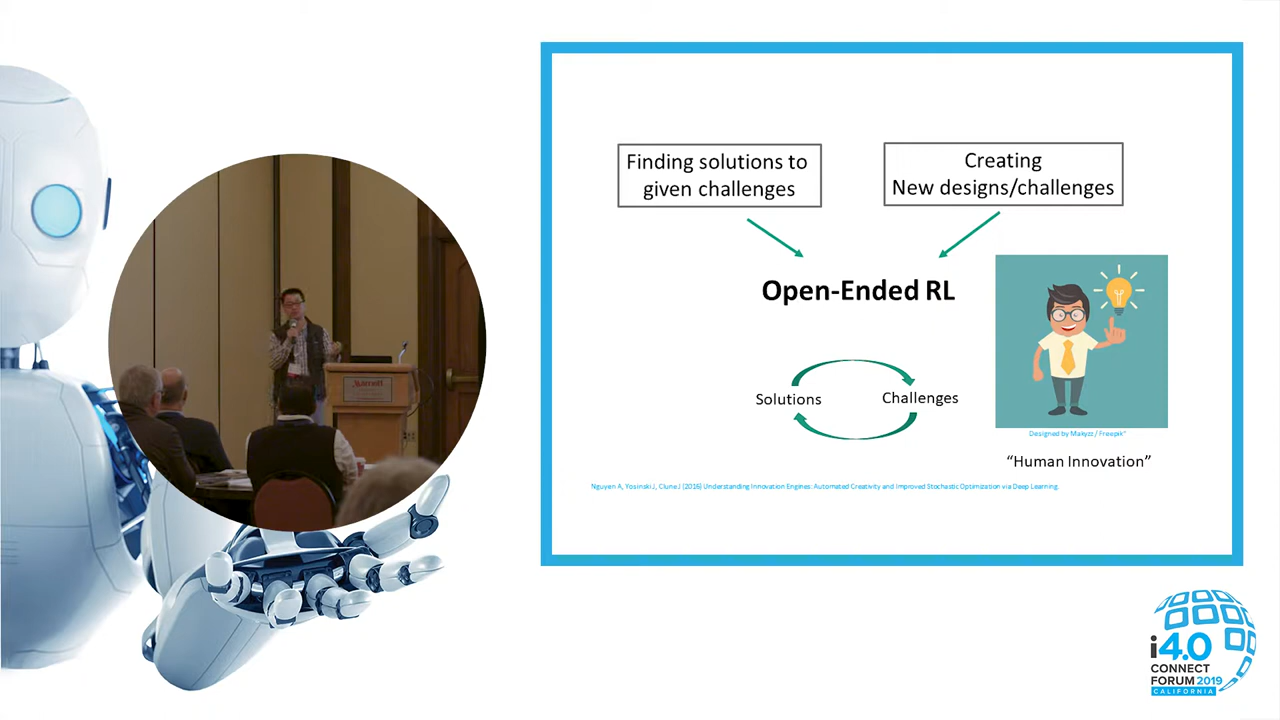 Finding solutions to
given challenges
Creating
New designs/challenges
Open-Ended RL
Solutions
Challenges
Designed by Makyzz / Freepik"
"Human Innovation"
Nguyen A, Yosinski J, Clune J (2016) Understanding Innovation Engines: Automated Creativity and Improved Stochastic Optimization via Deep Learning.
Marriott
i4.0
CONNECT
FORUM 2019
CALIFORNIA